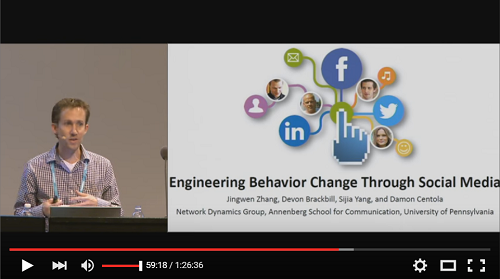 f
in
Engineering Behavior Change Through Social Media
Jingwen Zhang, Devon Brackbill, Sijia Yang, and Damon Centola
Network Dynamics Group, Annenberg School for Communication, University of Pennsylvania
59:18 / 1:26:36